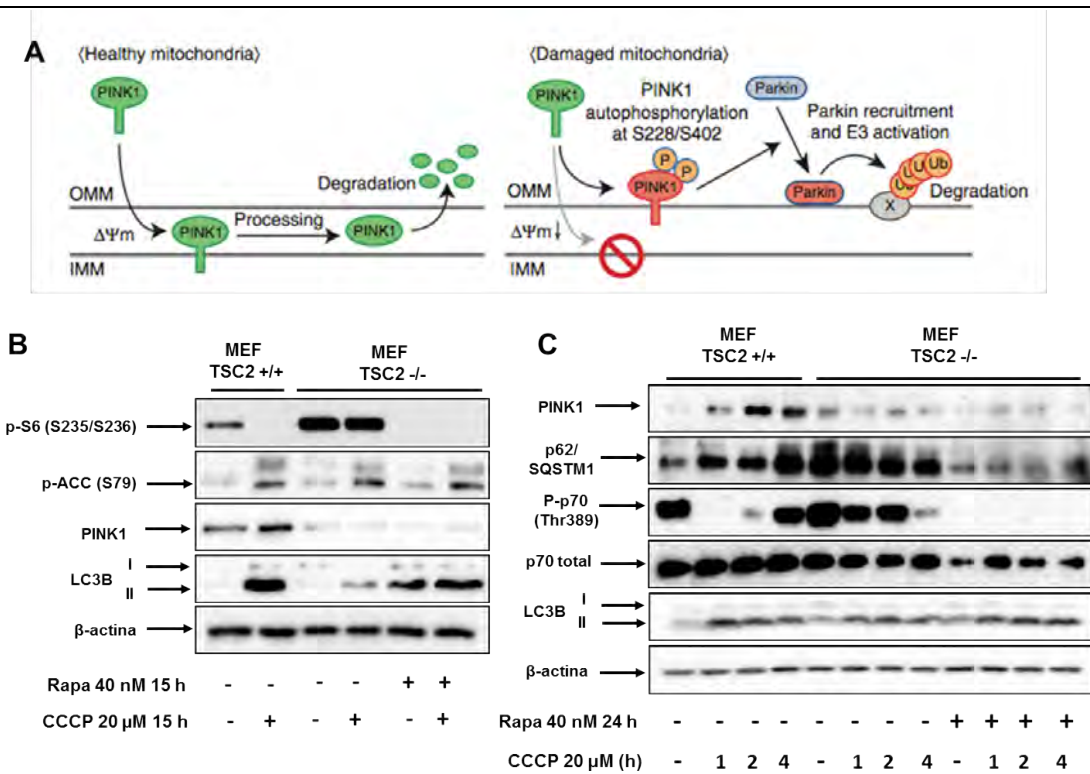 A
〈Healthy mitochondria〉
PINK1
Degradation
OMM
Processing
ΔΨm
PINK1
PINK1
IMM
〈Damaged mitochondria〉
PINK1
PINK1
autophosphorylation
at S228/S402
Parkin
Parkin recruitment
and E3 activation
P
P
OMM
PINK1
Parkin
Ub
U
U
Ub
X
Degradation
ΔΨm↓
IMM
B
MEF
TSC2 +/+
MEF
TSC2 -/-
p-S6 (S235/S236)
p-ACC (S79)
PINK1
LC3B
I
II
β-actina
Rapa 40 nM 15 h - - - - + +
CCCP 20 µM 15 h - + - + - +
C
MEF
TSC2 +/+
MEF
TSC2 -/-
PINK1
p62/
SQSTM1
P-p70
(Thr389)
p70 total
LC3B
I
II
β-actina
Rapa 40 nM 24 h - - - - - - - - + + + +
CCCP 20 µM (h) - 1 2 4 - 1 2 4 - 1 2 4